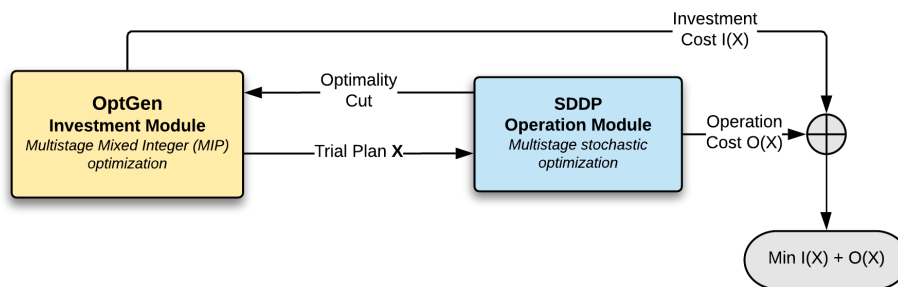 Investment
Cost I(X)
OptGen
Investment Module
Multistage Mixed Integer (MIP)
optimization
Optimality
Cut
Trial Plan X
SDDP
Operation Module
Multistage stochastic
optimization
Operation
Cost O(X)
Min I(X) + O(X)